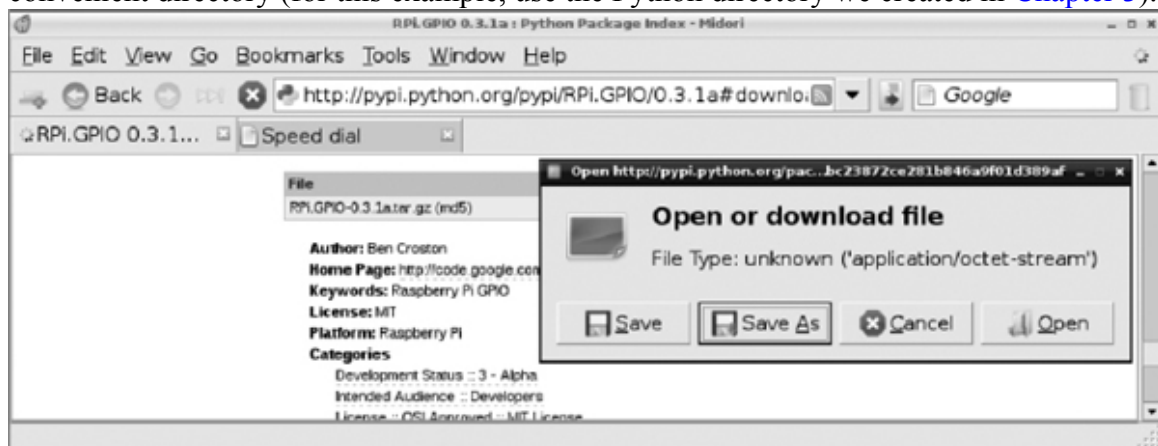 convenient directory (for this example, use the Python directory we created in Chapter 3).
RPi.GPIO 0.3.1a : Python Package Index - Midori
File Edit View Go Bookmarks Tools Window Help
Back http://pypi.python.org/pypi/RPi.GPIO/0.3.1a#downlo Google
RPi.GPIO 0.3.1... Speed dial
Open http://pypi.python.org/pac...bc23872ce281b846a9f01d389af
File
RPi.GPIO-0.3.1a.tar.gz (md5)
Open or download file
File Type: unknown ('application/octet-stream')
Author: Ben Croston
Home Page: http://code.google.com
Keywords: Raspberry Pi GPIO
License: MIT
Save Save As Cancel Open
Platform: Raspberry Pi
Categories
Development Status :: 3 - Alpha
Intended Audience :: Developers
License :: OSI Approved :: MIT License